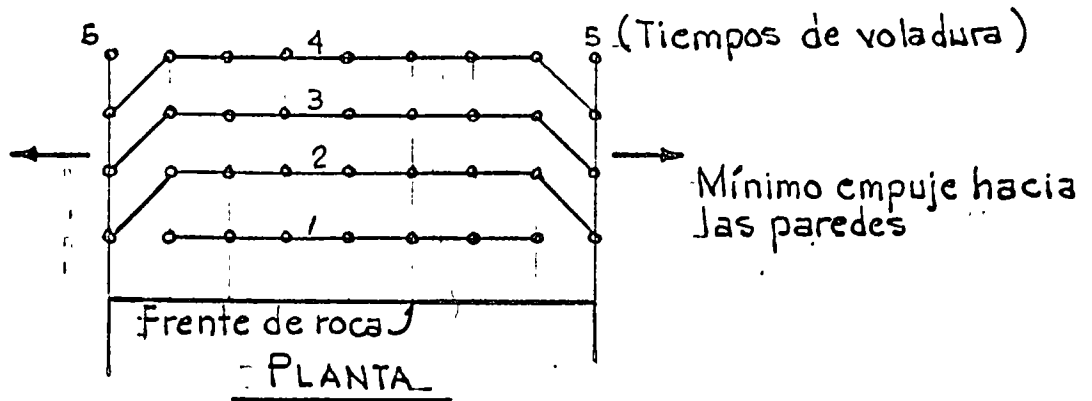 5 4 5 (Tiempos de voladura)
3
2
Mínimo empuje hacia
las paredes
1
Frente de roca
PLANTA